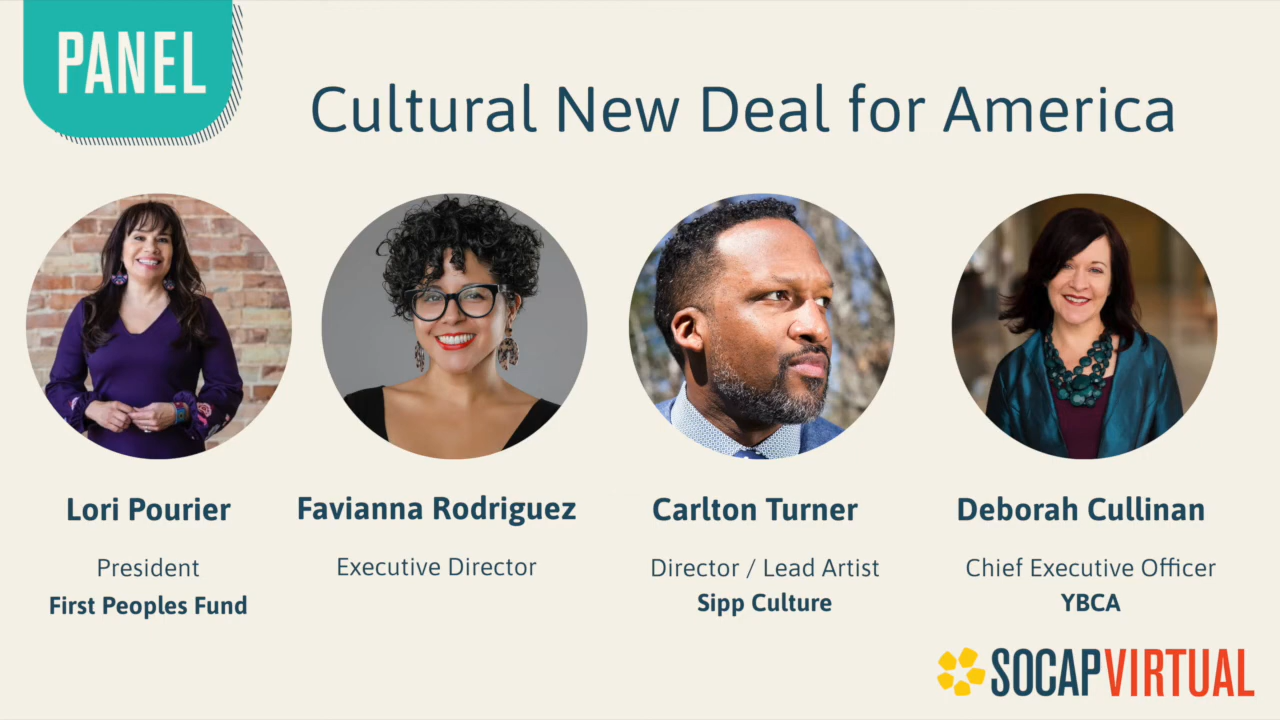 PANEL
Cultural New Deal for America
Lori Pourier
Favianna Rodriguez
Carlton Turner
Deborah Cullinan
President
Executive Director
Director / Lead Artist
Chief Executive Officer
First Peoples Fund
Sipp Culture
YBCA
SOCAPVIRTUAL